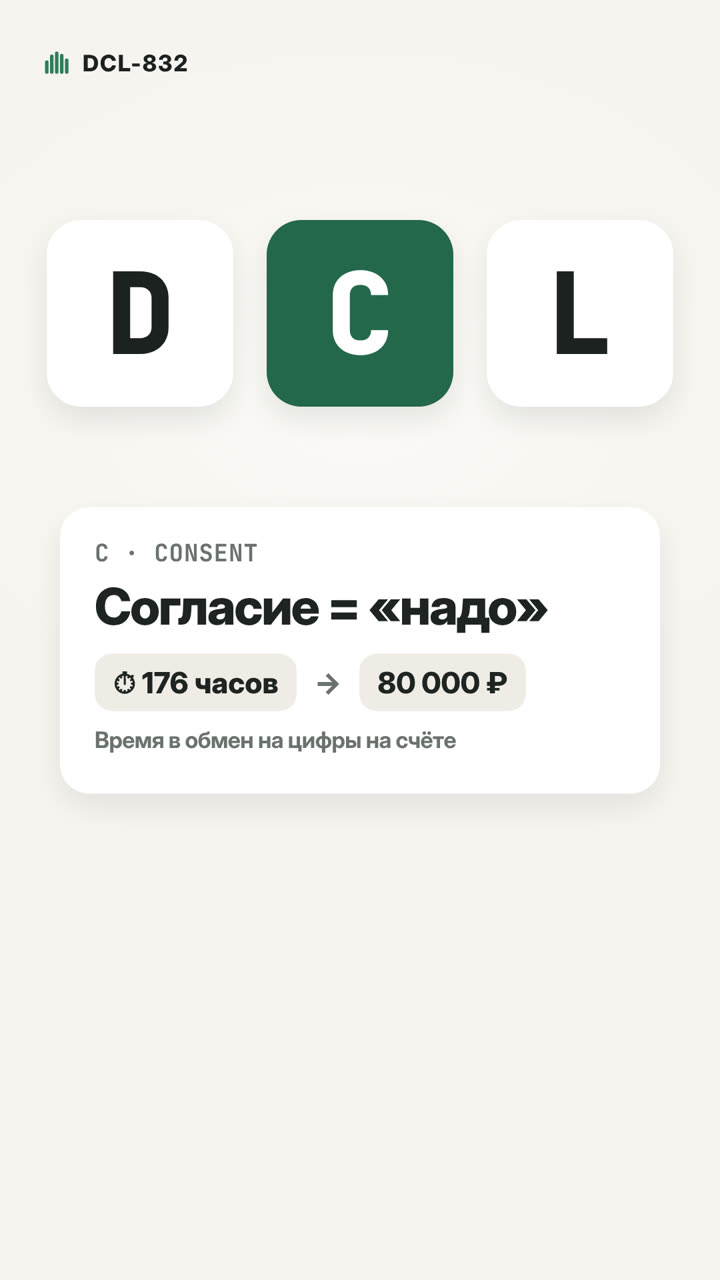 DCL-832
D C L
C · CONSENT
Согласие = «надо»
⏱ 176 часов → 80 000 ₽
Время в обмен на цифры на счёте